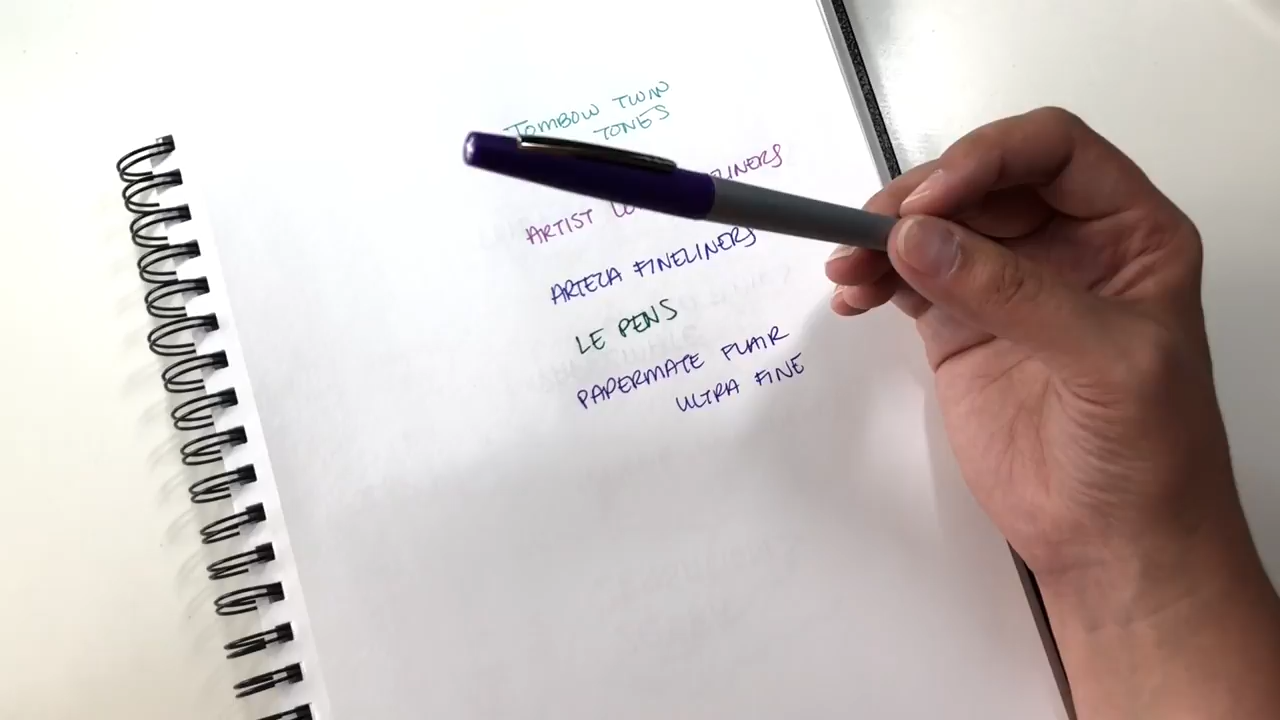 TOMBOW TWIN
TONES
ARTIST
ARTEZA FINELINERS
LE PENS
PAPERMATE FLAIR
ULTRA FINE